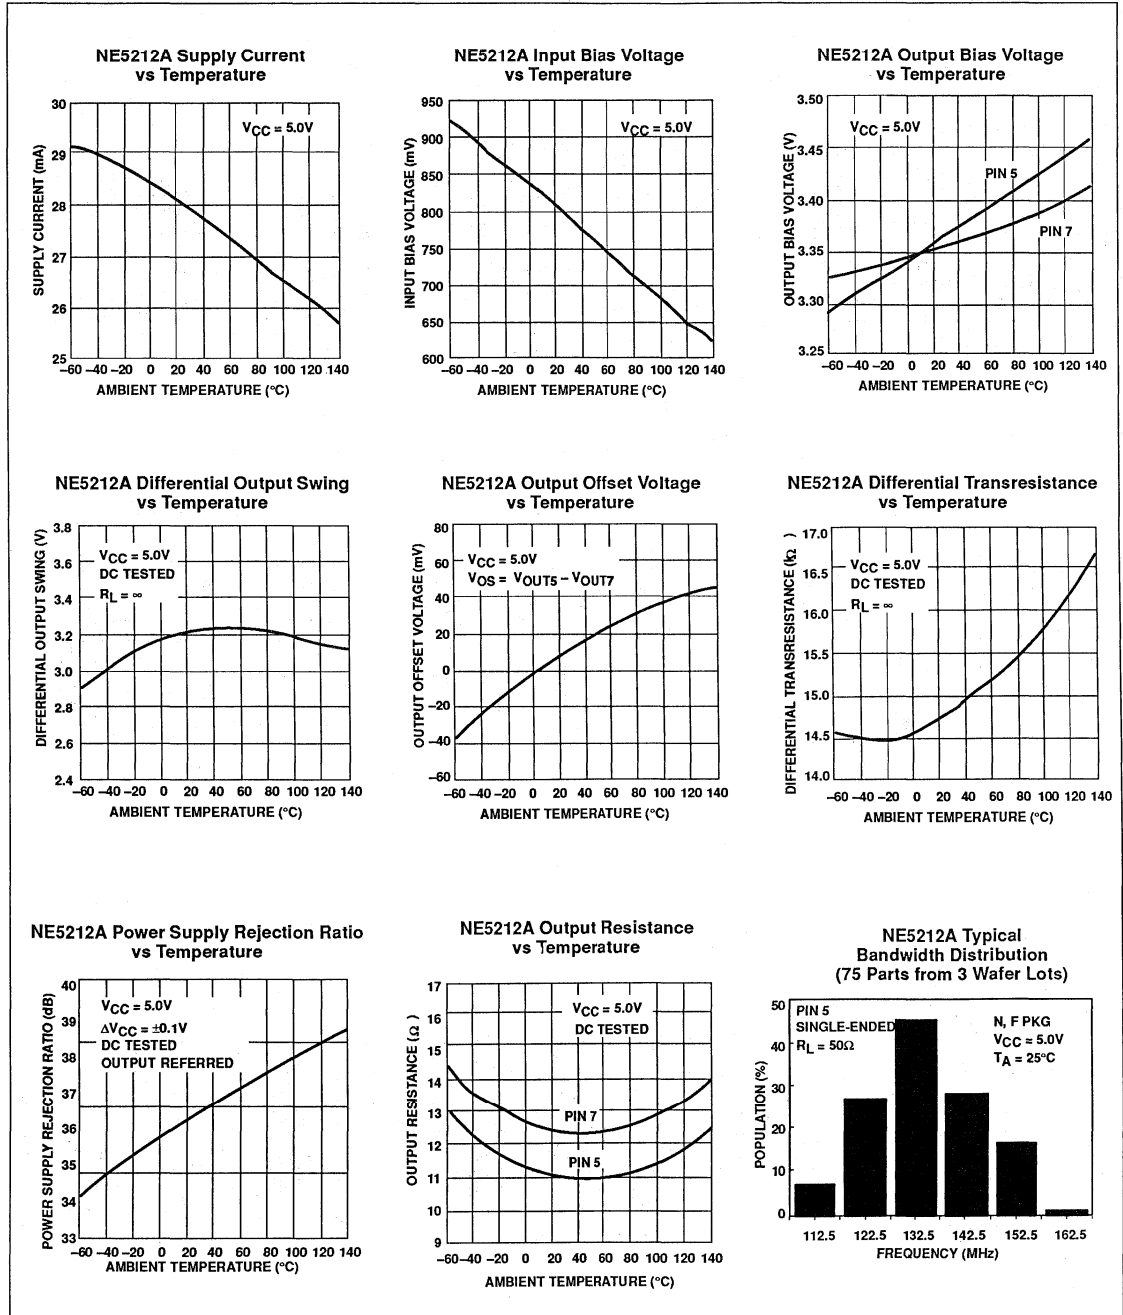 NE5212A Supply Current
vs Temperature
30
29
28
27
26
25
SUPPLY CURRENT (mA)
VCC = 5.0V
–60 –40 –20 0 20 40 60 80 100 120 140
AMBIENT TEMPERATURE (°C)
NE5212A Input Bias Voltage
vs Temperature
950
900
850
800
750
700
650
600
INPUT BIAS VOLTAGE (mV)
VCC = 5.0V
–60 –40 –20 0 20 40 60 80 100 120 140
AMBIENT TEMPERATURE (°C)
NE5212A Output Bias Voltage
vs Temperature
3.50
3.45
3.40
3.35
3.30
3.25
OUTPUT BIAS VOLTAGE (V)
VCC = 5.0V
PIN 5
PIN 7
–60 –40 –20 0 20 40 60 80 100 120 140
AMBIENT TEMPERATURE (°C)
NE5212A Differential Output Swing
vs Temperature
3.8
3.6
3.4
3.2
3.0
2.8
2.6
2.4
DIFFERENTIAL OUTPUT SWING (V)
VCC = 5.0V
DC TESTED
RL = ∞
–60 –40 –20 0 20 40 60 80 100 120 140
AMBIENT TEMPERATURE (°C)
NE5212A Output Offset Voltage
vs Temperature
80
60
40
20
0
–20
–40
–60
OUTPUT OFFSET VOLTAGE (mV)
VCC = 5.0V
VOS = VOUT5 – VOUT7
–60 –40 –20 0 20 40 60 80 100 120 140
AMBIENT TEMPERATURE (°C)
NE5212A Differential Transresistance
vs Temperature
17.0
16.5
16.0
15.5
15.0
14.5
14.0
DIFFERENTIAL TRANSRESISTANCE (kΩ)
VCC = 5.0V
DC TESTED
RL = ∞
–60 –40 –20 0 20 40 60 80 100 120 140
AMBIENT TEMPERATURE (°C)
NE5212A Power Supply Rejection Ratio
vs Temperature
40
39
38
37
36
35
34
33
POWER SUPPLY REJECTION RATIO (dB)
VCC = 5.0V
ΔVCC = ±0.1V
DC TESTED
OUTPUT REFERRED
–60 –40 –20 0 20 40 60 80 100 120 140
AMBIENT TEMPERATURE (°C)
NE5212A Output Resistance
vs Temperature
17
16
15
14
13
12
11
10
9
OUTPUT RESISTANCE (Ω)
VCC = 5.0V
DC TESTED
PIN 7
PIN 5
–60 –40 –20 0 20 40 60 80 100 120 140
AMBIENT TEMPERATURE (°C)
NE5212A Typical
Bandwidth Distribution
(75 Parts from 3 Wafer Lots)
50
40
30
20
10
0
POPULATION (%)
PIN 5
SINGLE-ENDED
RL = 50Ω
N, F PKG
VCC = 5.0V
TA = 25°C
112.5 122.5 132.5 142.5 152.5 162.5
FREQUENCY (MHz)